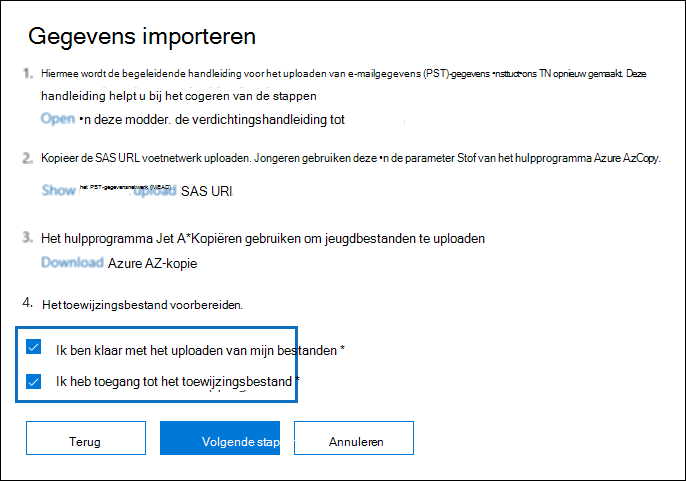 Gegevens importeren
1. Hiermee wordt de begeleidende handleiding voor het uploaden van e-mailgegevens (PST)-gegevens •nsttuct•ons TN opnieuw gemaakt. Deze
handleiding helpt u bij het cogeren van de stappen
Open •n deze modder. de verdichtingshandleiding tot
2. Kopieer de SAS URL voetnetwerk uploaden. Jongeren gebruiken deze •n de parameter Stof van het hulpprogramma Azure AzCopy.
Show het PST-gegevensnetwerk (MEAO) upload SAS URI
3. Het hulpprogramma Jet A*Kopiëren gebruiken om jeugdbestanden te uploaden
Download Azure AZ-kopie
4. Het toewijzingsbestand voorbereiden.
Ik ben klaar met het uploaden van mijn bestanden *
Ik heb toegang tot het toewijzingsbestand *
Terug
Volgende stap
Annuleren